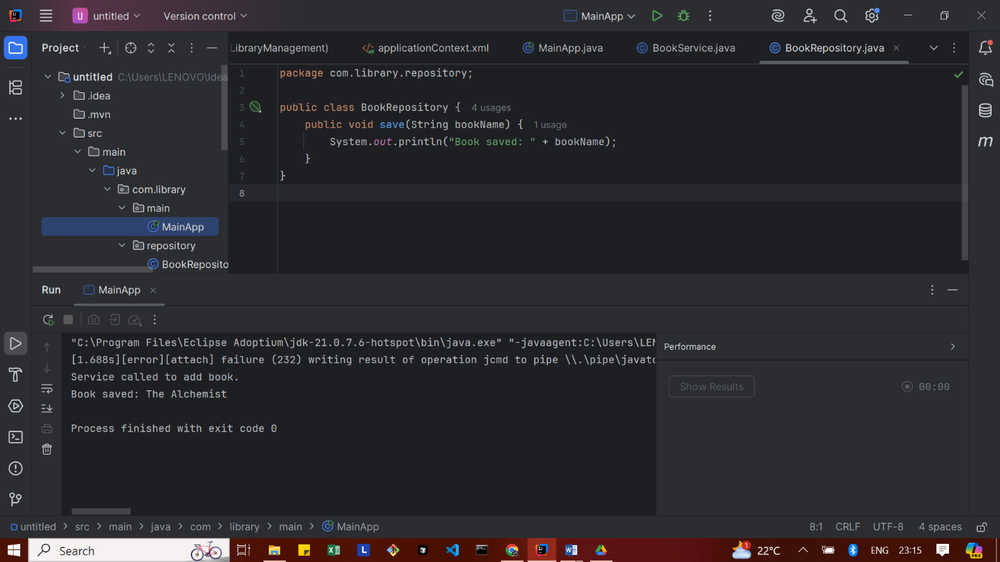 U untitled Version control MainApp
Project
LibraryManagement) applicationContext.xml MainApp.java BookService.java BookRepository.java
untitled C:\Users\LENOVO\Idea
.idea
.mvn
src
main
java
com.library
main
MainApp
repository
BookReposito
1 package com.library.repository;
2
3 public class BookRepository { 4 usages
4 public void save(String bookName) { 1 usage
5 System.out.println("Book saved: " + bookName);
6 }
7 }
8
m
Run MainApp
"C:\Program Files\Eclipse Adoptium\jdk-21.0.7.6-hotspot\bin\java.exe" "-javaagent:C:\Users\LEN
[1.688s][error][attach] failure (232) writing result of operation jcmd to pipe \\.\pipe\javato
Service called to add book.
Book saved: The Alchemist
Process finished with exit code 0
Performance
Show Results 00:00
untitled > src > main > java > com > library > main > MainApp
8:1 CRLF UTF-8 4 spaces
Search
L
1
22°C
ENG 23:15
PRE